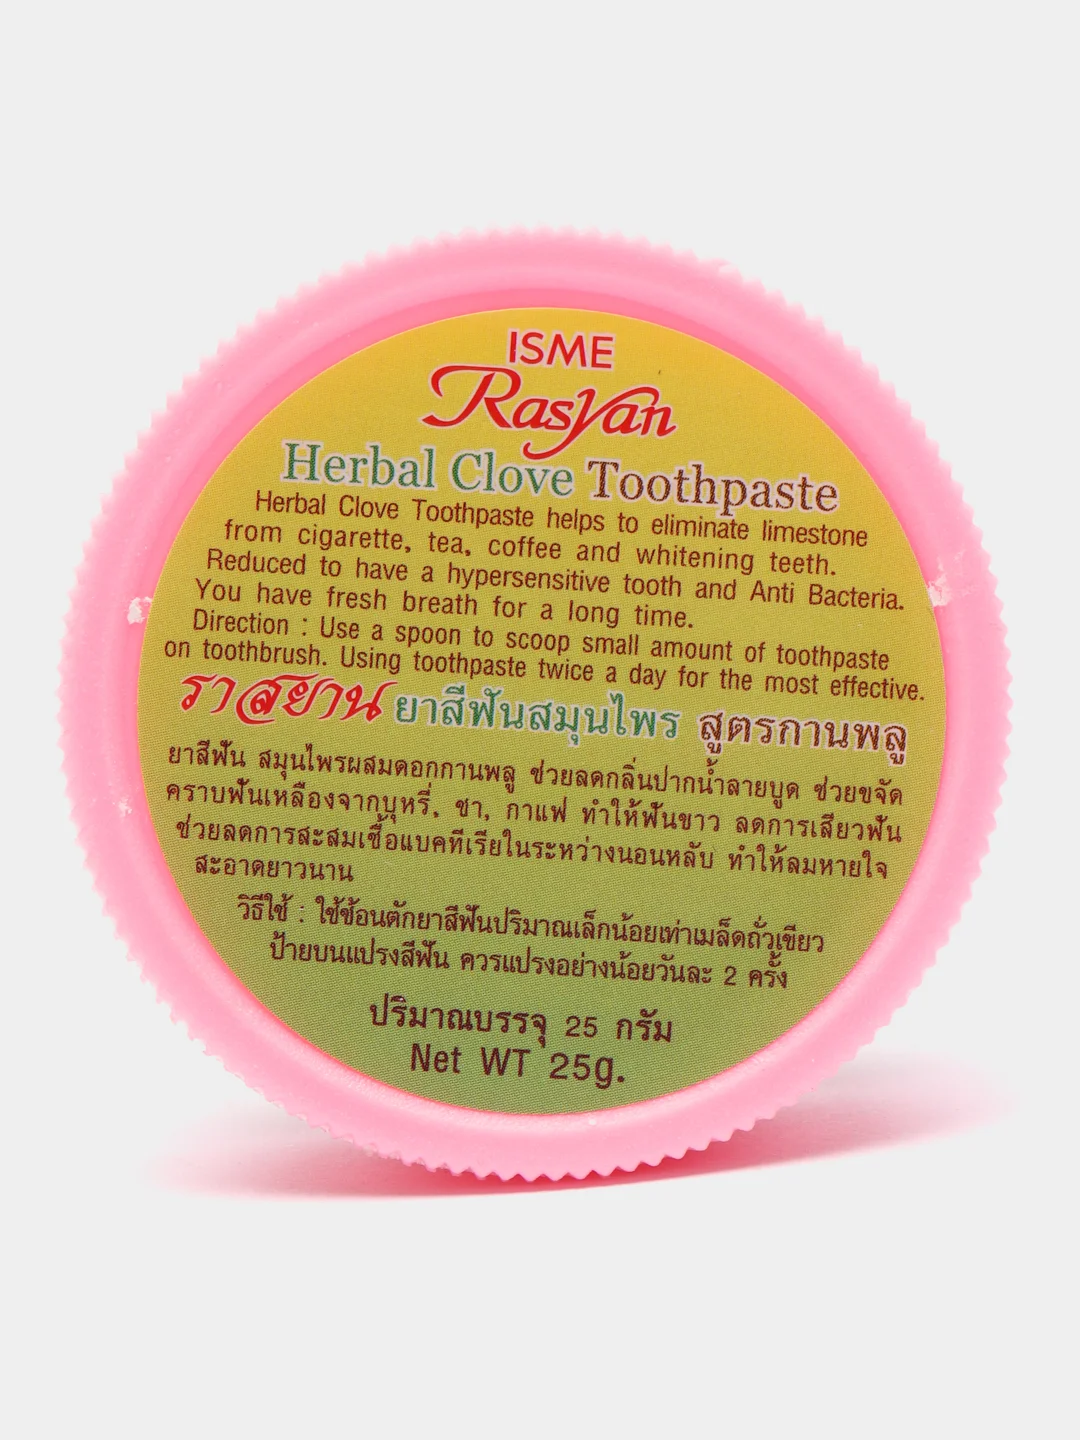 ISME
Rasyan
Herbal Clove Toothpaste
Herbal Clove Toothpaste helps to eliminate limestone
from cigarette, tea, coffee and whitening teeth.
Reduced to have a hypersensitive tooth and Anti Bacteria.
You have fresh breath for a long time.
Direction : Use a spoon to scoop small amount of toothpaste
on toothbrush. Using toothpaste twice a day for the most effective.
ราสยาน ยาสีฟันสมุนไพร สูตรกานพลู
ยาสีฟัน สมุนไพรผสมดอกกานพลู ช่วยลดกลิ่นปากน้ำลายบูด ช่วยขจัด
คราบฟันเหลืองจากบุหรี่, ชา, กาแฟ ทำให้ฟันขาว ลดการเสียวฟัน
ช่วยลดการสะสมเชื้อแบคทีเรียในระหว่างนอนหลับ ทำให้ลมหายใจ
สะอาดยาวนาน
วิธีใช้ : ใช้ช้อนตักยาสีฟันปริมาณเล็กน้อยเท่าเมล็ดถั่วเขียว
ป้ายบนแปรงสีฟัน ควรแปรงอย่างน้อยวันละ 2 ครั้ง
ปริมาณบรรจุ 25 กรัม
Net WT 25g.